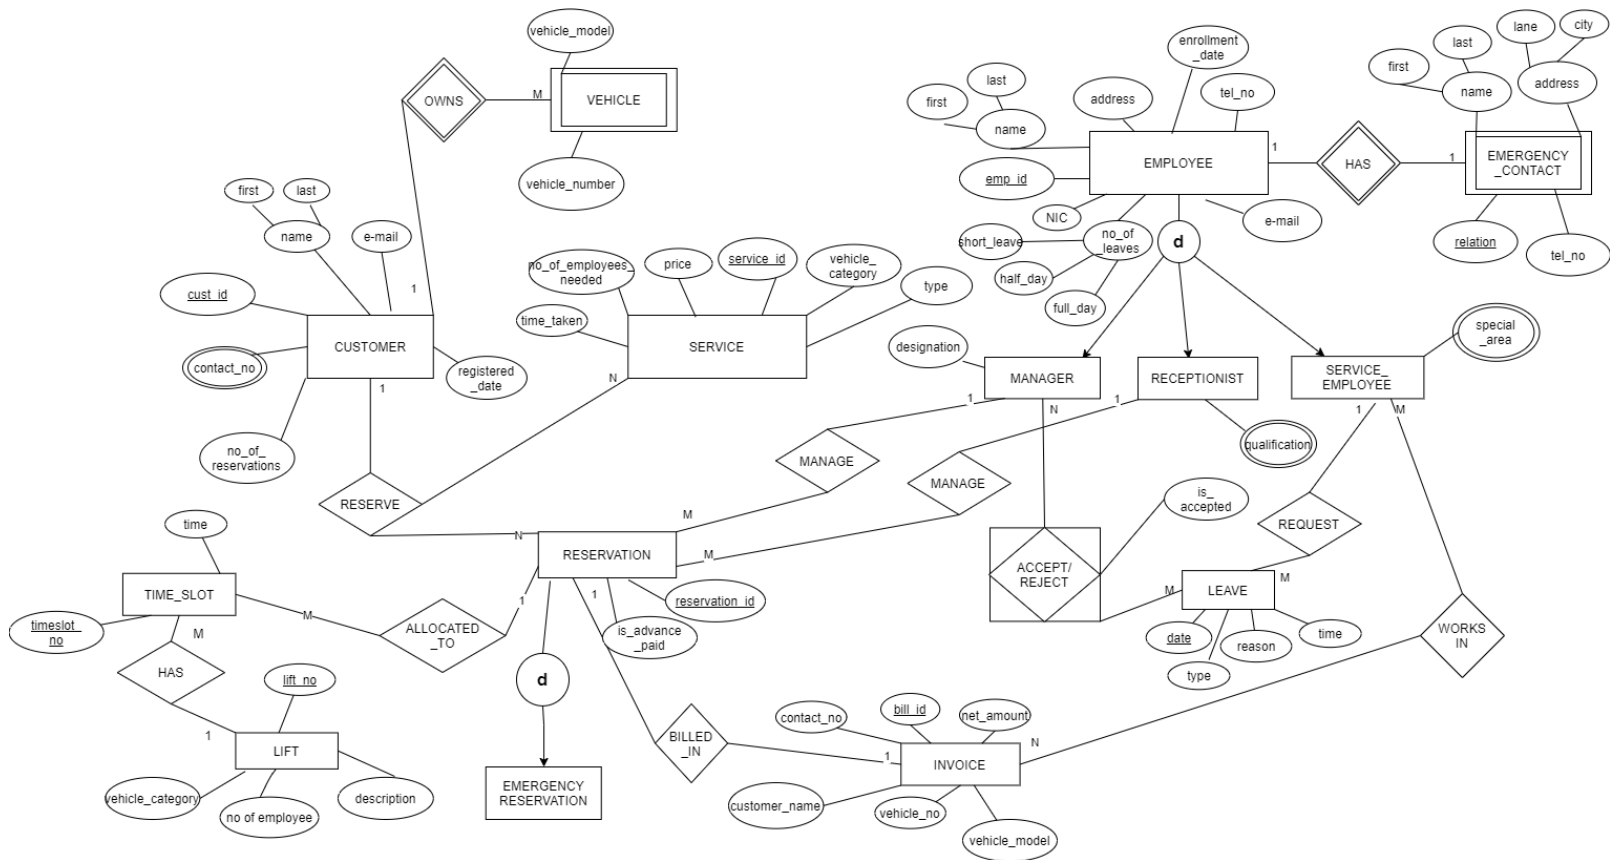 vehicle_model
OWNS
M
VEHICLE
vehicle_number
1
first
last
name
e-mail
cust_id
CUSTOMER
contact_no
registered
_date
no_of_
reservations
1
no_of_employees_
needed
price
service_id
vehicle_
category
type
time_taken
SERVICE
N
RESERVE
N
enrollment
_date
last
first
name
address
tel_no
emp_id
EMPLOYEE
1
HAS
1
NIC
no_of
_leaves
short_leave
half_day
full_day
d
e-mail
first
last
name
lane
city
address
EMERGENCY
_CONTACT
relation
tel_no
designation
MANAGER
RECEPTIONIST
SERVICE_
EMPLOYEE
special
_area
qualification
1
N
1
1
M
MANAGE
MANAGE
M
M
is_
accepted
ACCEPT/
REJECT
M
REQUEST
M
LEAVE
date
type
reason
time
WORKS
IN
N
time
TIME_SLOT
timeslot_
no
M
M
ALLOCATED
_TO
1
RESERVATION
1
reservation_id
is_advance
_paid
d
EMERGENCY
RESERVATION
HAS
1
lift_no
LIFT
vehicle_category
no of employee
description
BILLED
_IN
1
contact_no
bill_id
net_amount
INVOICE
customer_name
vehicle_no
vehicle_model